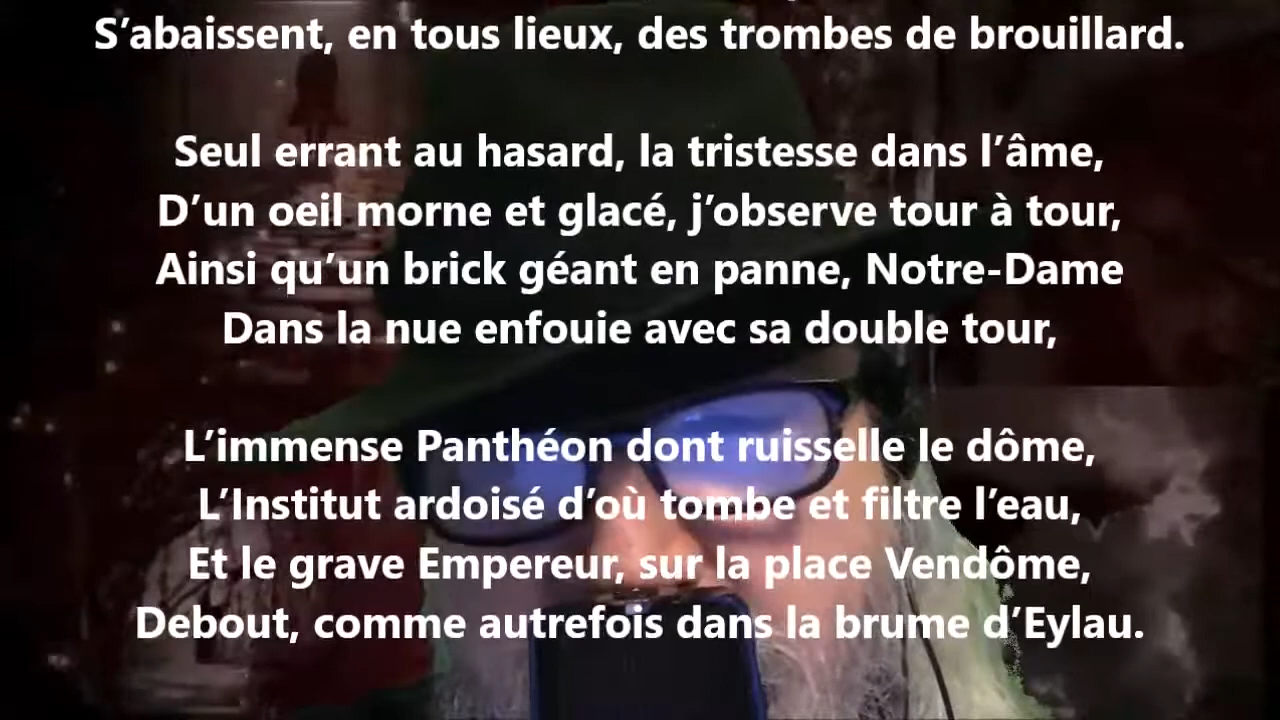 S’abaissent, en tous lieux, des trombes de brouillard.
Seul errant au hasard, la tristesse dans l’âme,
D’un oeil morne et glacé, j’observe tour à tour,
Ainsi qu’un brick géant en panne, Notre-Dame
Dans la nue enfouie avec sa double tour,
L’immense Panthéon dont ruisselle le dôme,
L’Institut ardoisé d’où tombe et filtre l’eau,
Et le grave Empereur, sur la place Vendôme,
Debout, comme autrefois dans la brume d’Eylau.